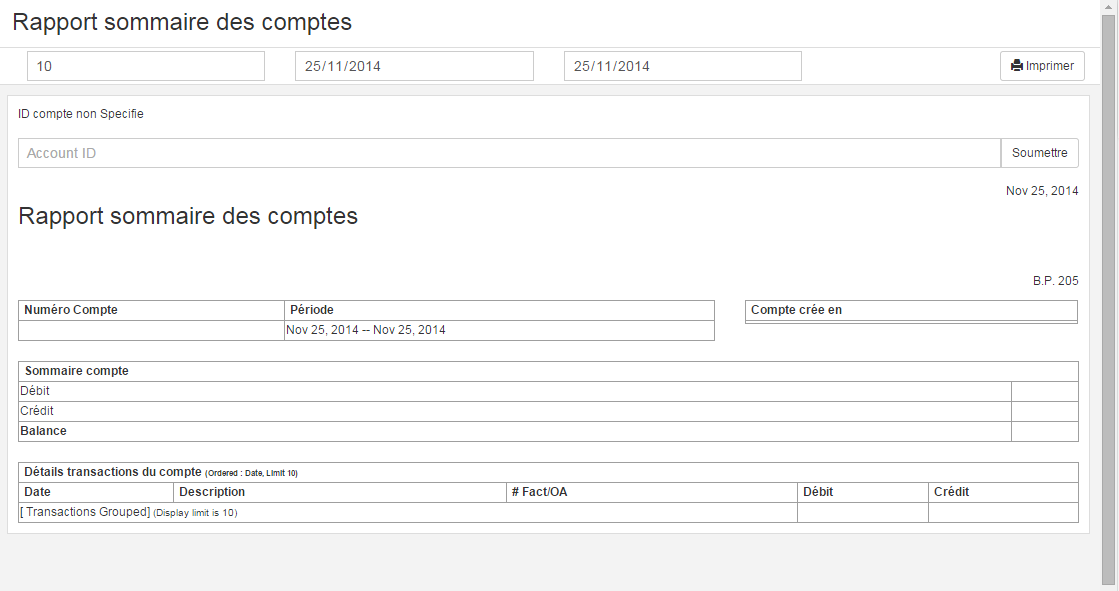 Rapport sommaire des comptes
10 25/11/2014 25/11/2014 Imprimer
ID compte non Specifie
Account ID Soumettre
Nov 25, 2014
Rapport sommaire des comptes
B.P. 205
Numéro Compte Période Compte crée en
Nov 25, 2014 -- Nov 25, 2014
Sommaire compte
Débit
Crédit
Balance
Détails transactions du compte (Ordered : Date, Limit 10)
Date Description # Fact/OA Débit Crédit
[ Transactions Grouped] (Display limit is 10)